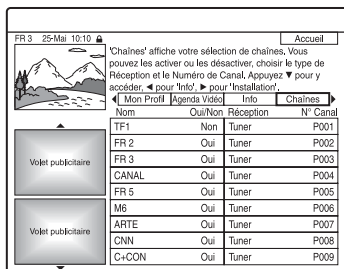 FR 3 25-Mai 10:10
Accueil
'Chaînes' affiche votre sélection de chaînes. Vous
pouvez les activer ou les désactiver, choisir le type de
Réception et le Numéro de Canal. Appuyez ▼ pour y
accéder, ◀ pour 'Info', ▶ pour 'Installation'.
Mon Profil Agenda Vidéo Info Chaînes
Nom Oui/Non Réception N° Canal
TF1 Non Tuner P001
FR 2 Oui Tuner P002
FR 3 Oui Tuner P003
CANAL Oui Tuner P004
FR 5 Oui Tuner P005
M6 Oui Tuner P006
ARTE Oui Tuner P007
CNN Oui Tuner P008
C+CON Oui Tuner P009
Volet publicitaire
Volet publicitaire